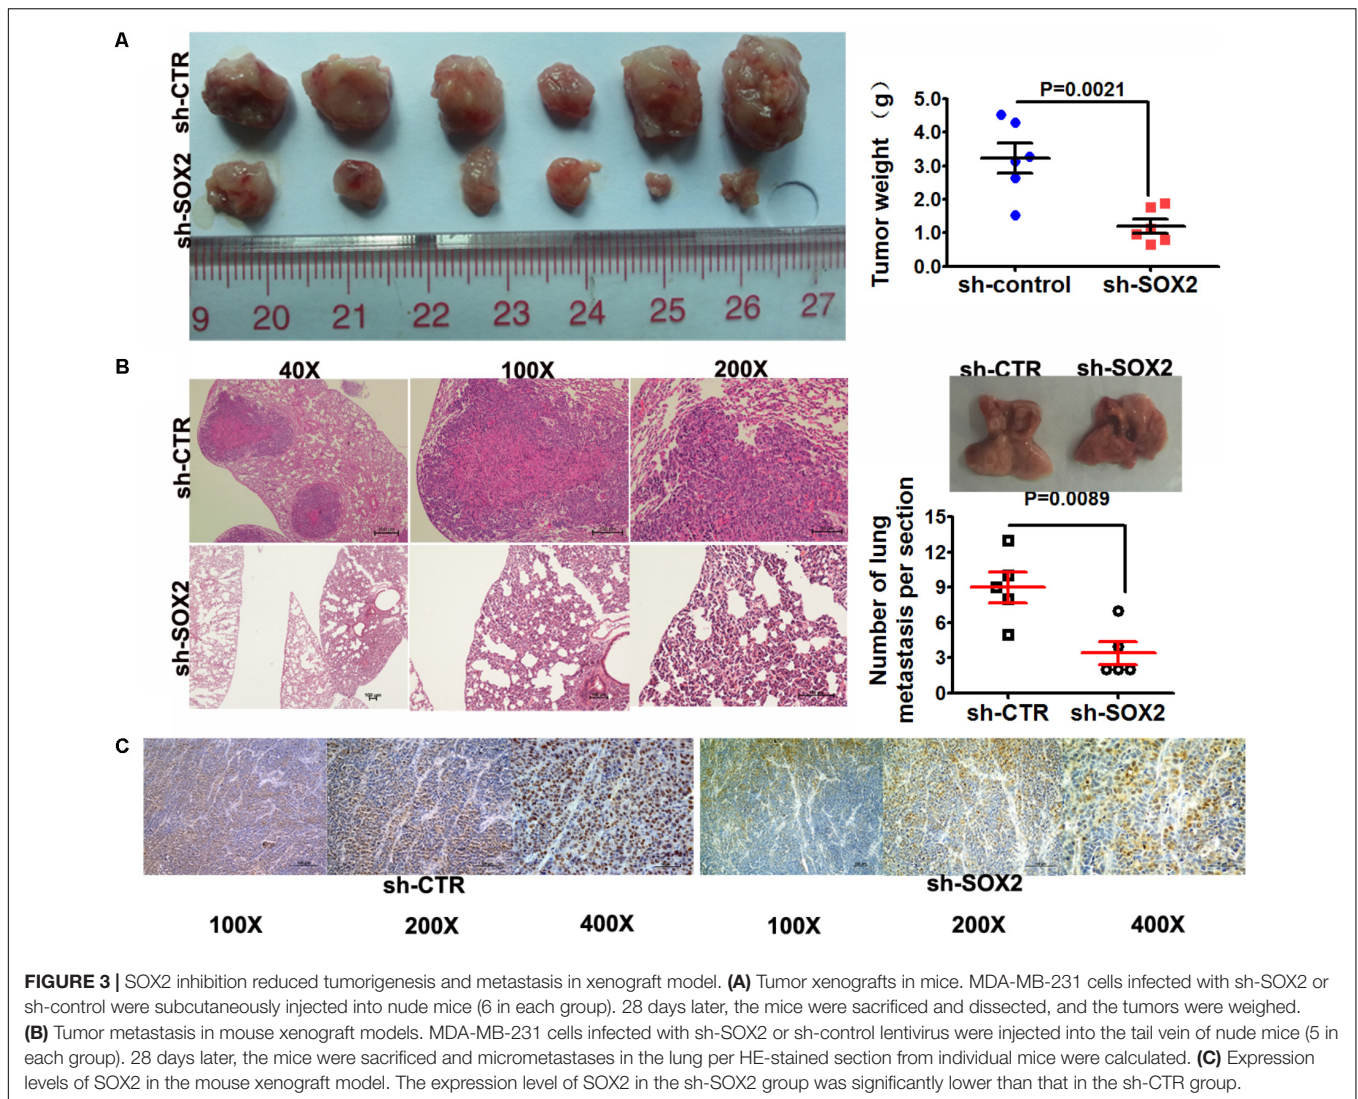 A
sh-CTR
sh-SOX2
9 20 21 22 23 24 25 26 27
P=0.0021
Tumor weight （g）
5.0
4.0
3.0
2.0
1.0
0.0
sh-control sh-SOX2
B
40X 100X 200X
sh-CTR
sh-SOX2
sh-CTR sh-SOX2
P=0.0089
Number of lung
metastasis per section
15
12
9
6
3
0
sh-CTR sh-SOX2
C
sh-CTR sh-SOX2
100X 200X 400X 100X 200X 400X
FIGURE 3 | SOX2 inhibition reduced tumorigenesis and metastasis in xenograft model. (A) Tumor xenografts in mice. MDA-MB-231 cells infected with sh-SOX2 or
sh-control were subcutaneously injected into nude mice (6 in each group). 28 days later, the mice were sacrificed and dissected, and the tumors were weighed.
(B) Tumor metastasis in mouse xenograft models. MDA-MB-231 cells infected with sh-SOX2 or sh-control lentivirus were injected into the tail vein of nude mice (5 in
each group). 28 days later, the mice were sacrificed and micrometastases in the lung per HE-stained section from individual mice were calculated. (C) Expression
levels of SOX2 in the mouse xenograft model. The expression level of SOX2 in the sh-SOX2 group was significantly lower than that in the sh-CTR group.